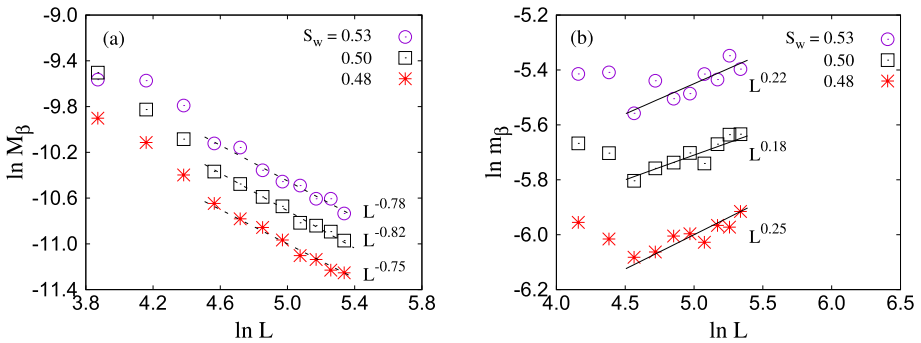 (a)
S_w = 0.53
0.50
0.48
-9.0
-9.4
-9.8
-10.2
-10.6
-11.0
-11.4
ln M_β
L^-0.78
L^-0.82
L^-0.75
3.8 4.2 4.6 5.0 5.4 5.8
ln L
(b)
S_w = 0.53
0.50
0.48
-5.0
-5.4
-5.8
-6.0
-6.2
ln m_β
L^0.22
L^0.18
L^0.25
4.0 4.5 5.0 5.5 6.0 6.5
ln L